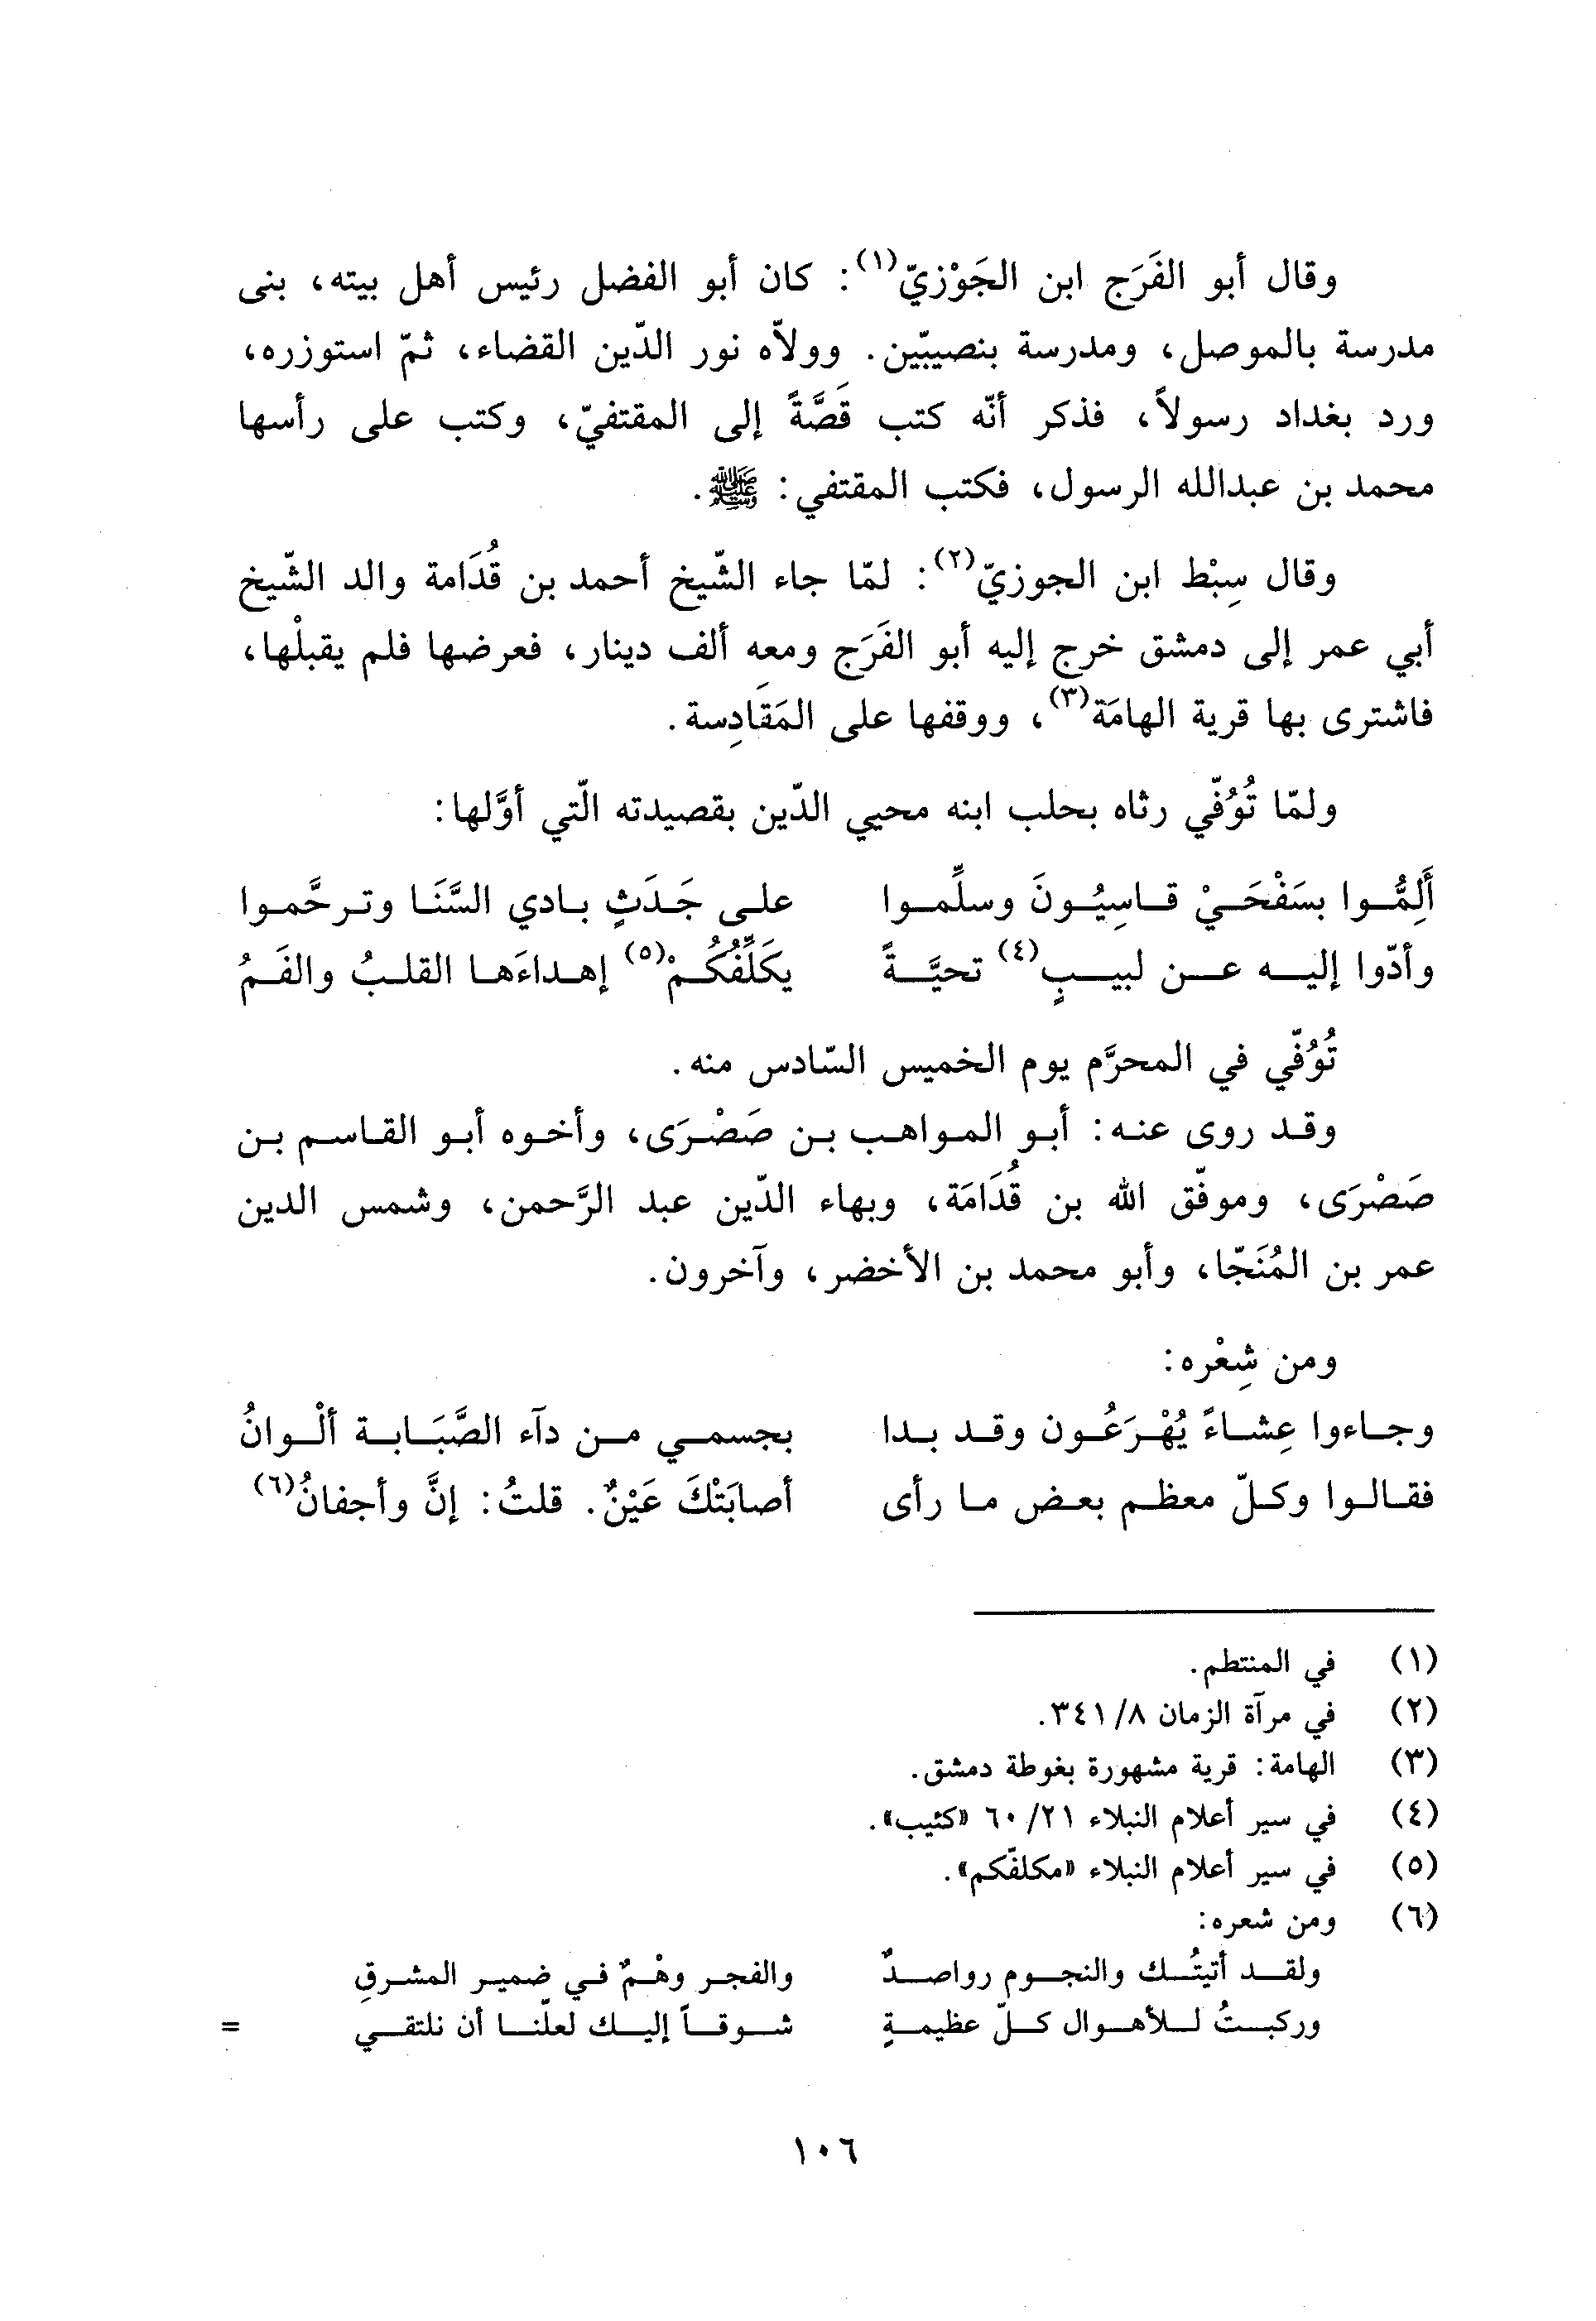 وقال أبو الفَرَج ابن الجَوْزيّ(١): كان أبو الفضل رئيس أهل بيته، بنى
مدرسة بالموصل، ومدرسة بنصيبّين. وولاّه نور الدّين القضاء، ثمّ استوزره،
ورد بغداد رسولاً، فذكر أنّه كتب قَصَّةً إلى المقتفيّ، وكتب على رأسها
محمد بن عبدالله الرسول، فكتب المقتفي: ﷺ.
وقال سِبْط ابن الجوزيّ(٢): لمّا جاء الشّيخ أحمد بن قُدَامة والد الشّيخ
أبي عمر إلى دمشق خرج إليه أبو الفَرَج ومعه ألف دينار، فعرضها فلم يقبلْها،
فاشترى بها قرية الهامَة(٣)، ووقفها على المَقَادِسة.
ولمّا تُوُفّي رثاه بحلب ابنه محيي الدّين بقصيدته الّتي أوَّلها:
أَلِمُّوا بسَفْحَيْ قاسِيُونَ وسلِّموا على جَدَثٍ بادي السَّنَا وترحَّموا
وأدّوا إليه عن لبيبٍ(٤) تحيَّةً يكَلِّفُكُمْ(٥) إهداءَها القلبُ والفَمُ
تُوُفّي في المحرَّم يوم الخميس السّادس منه.
وقد روى عنه: أبو المواهب بن صَصْرَى، وأخوه أبو القاسم بن
صَصْرَى، وموفّق الله بن قُدَامَة، وبهاء الدّين عبد الرَّحمن، وشمس الدين
عمر بن المُنَجّا، وأبو محمد بن الأخضر، وآخرون.
ومن شِعْره:
وجاءوا عِشاءً يُهْرَعُون وقد بدا بجسمي من دآء الصَّبَابة ألْوانُ
فقالوا وكلّ معظم بعض ما رأى أصابَتْكَ عَيْنٌ. قلتُ: إنَّ وأجفانُ(٦)
(١) في المنتطم.
(٢) في مرآة الزمان ٣٤١/٨.
(٣) الهامة: قرية مشهورة بغوطة دمشق.
(٤) في سير أعلام النبلاء ٦٠/٢١ «كئيب».
(٥) في سير أعلام النبلاء «مكلفّكم».
(٦) ومن شعره:
ولقد أتيتُك والنجوم رواصدٌ والفجر وهْمٌ في ضمير المشرقِ
وركبتُ للأهوال كلّ عظيمةٍ شوقاً إليك لعلّنا أن نلتقي =
١٠٦